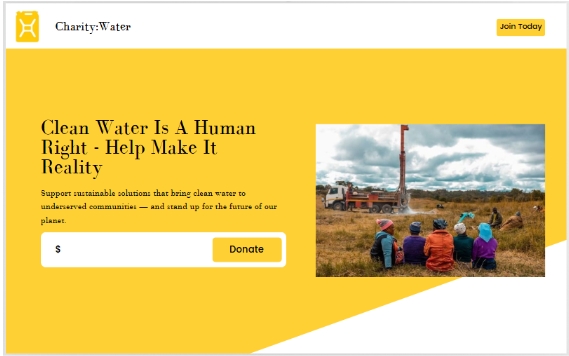 Charity:Water
Join Today
Clean Water Is A Human
Right - Help Make It
Reality
Support sustainable solutions that bring clean water to
underserved communities — and stand up for the future of our
planet.
$
Donate